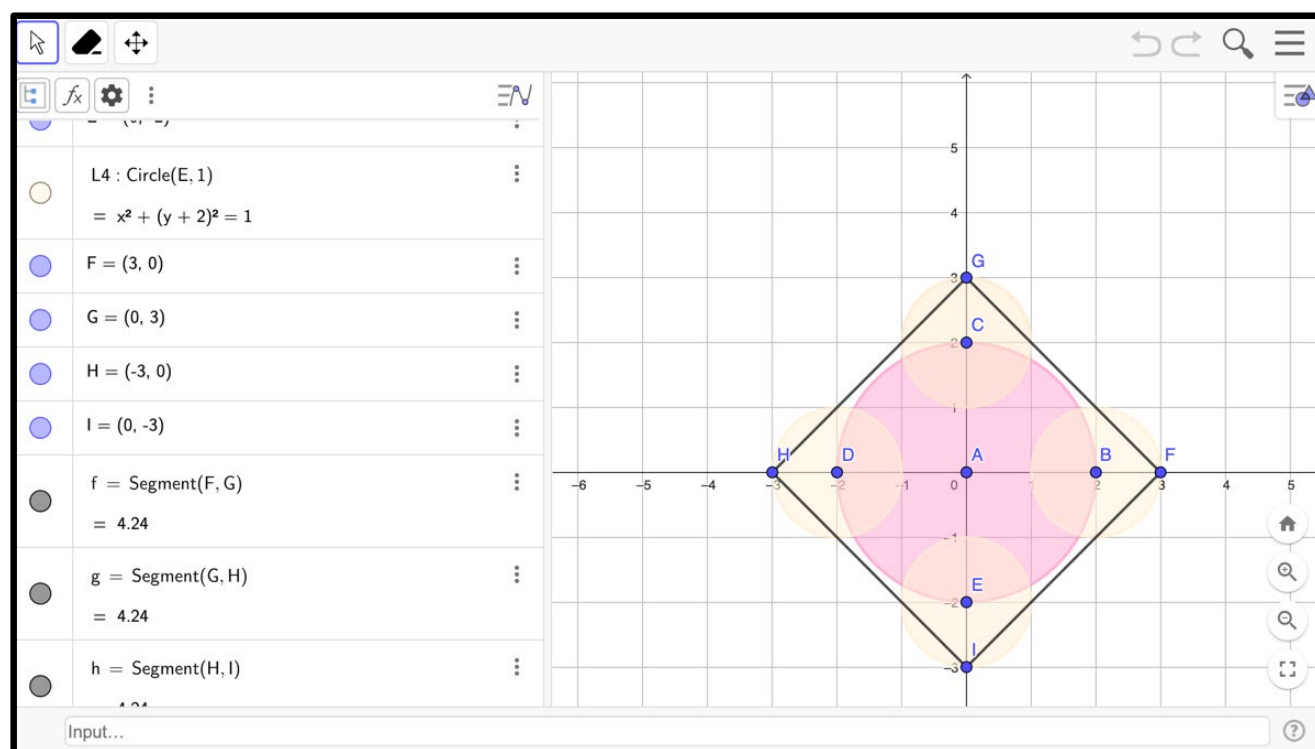 fx
L4 : Circle(E, 1)
= x² + (y + 2)² = 1
F = (3, 0)
G = (0, 3)
H = (-3, 0)
I = (0, -3)
f = Segment(F, G)
= 4.24
g = Segment(G, H)
= 4.24
h = Segment(H, I)
Input...
5
4
G
3
C
2
1
H D A B F
-6 -5 -4 -3 -2 -1 0 2 3 4 5
-1
E
-2
I
-3
?